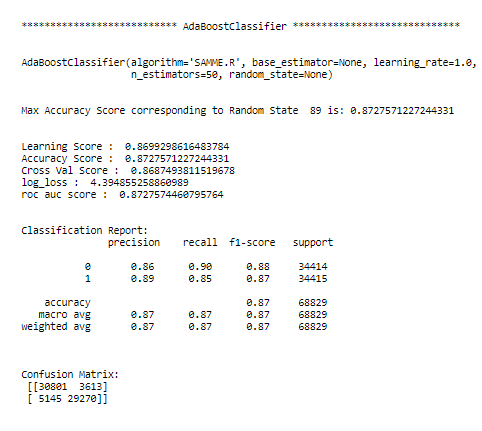 *************************** AdaBoostClassifier *****************************
AdaBoostClassifier(algorithm='SAMME.R', base_estimator=None, learning_rate=1.0,
n_estimators=50, random_state=None)
Max Accuracy Score corresponding to Random State  89 is: 0.8727571227244331
Learning Score :  0.8699298616483784
Accuracy Score :  0.8727571227244331
Cross Val Score :  0.8687493811519678
log_loss :  4.394855258860989
roc auc score :  0.8727574460795764
Classification Report:
precision    recall  f1-score   support
0       0.86      0.90      0.88     34414
1       0.89      0.85      0.87     34415
accuracy                           0.87     68829
macro avg       0.87      0.87      0.87     68829
weighted avg       0.87      0.87      0.87     68829
Confusion Matrix:
[[30801  3613]
[ 5145 29270]]